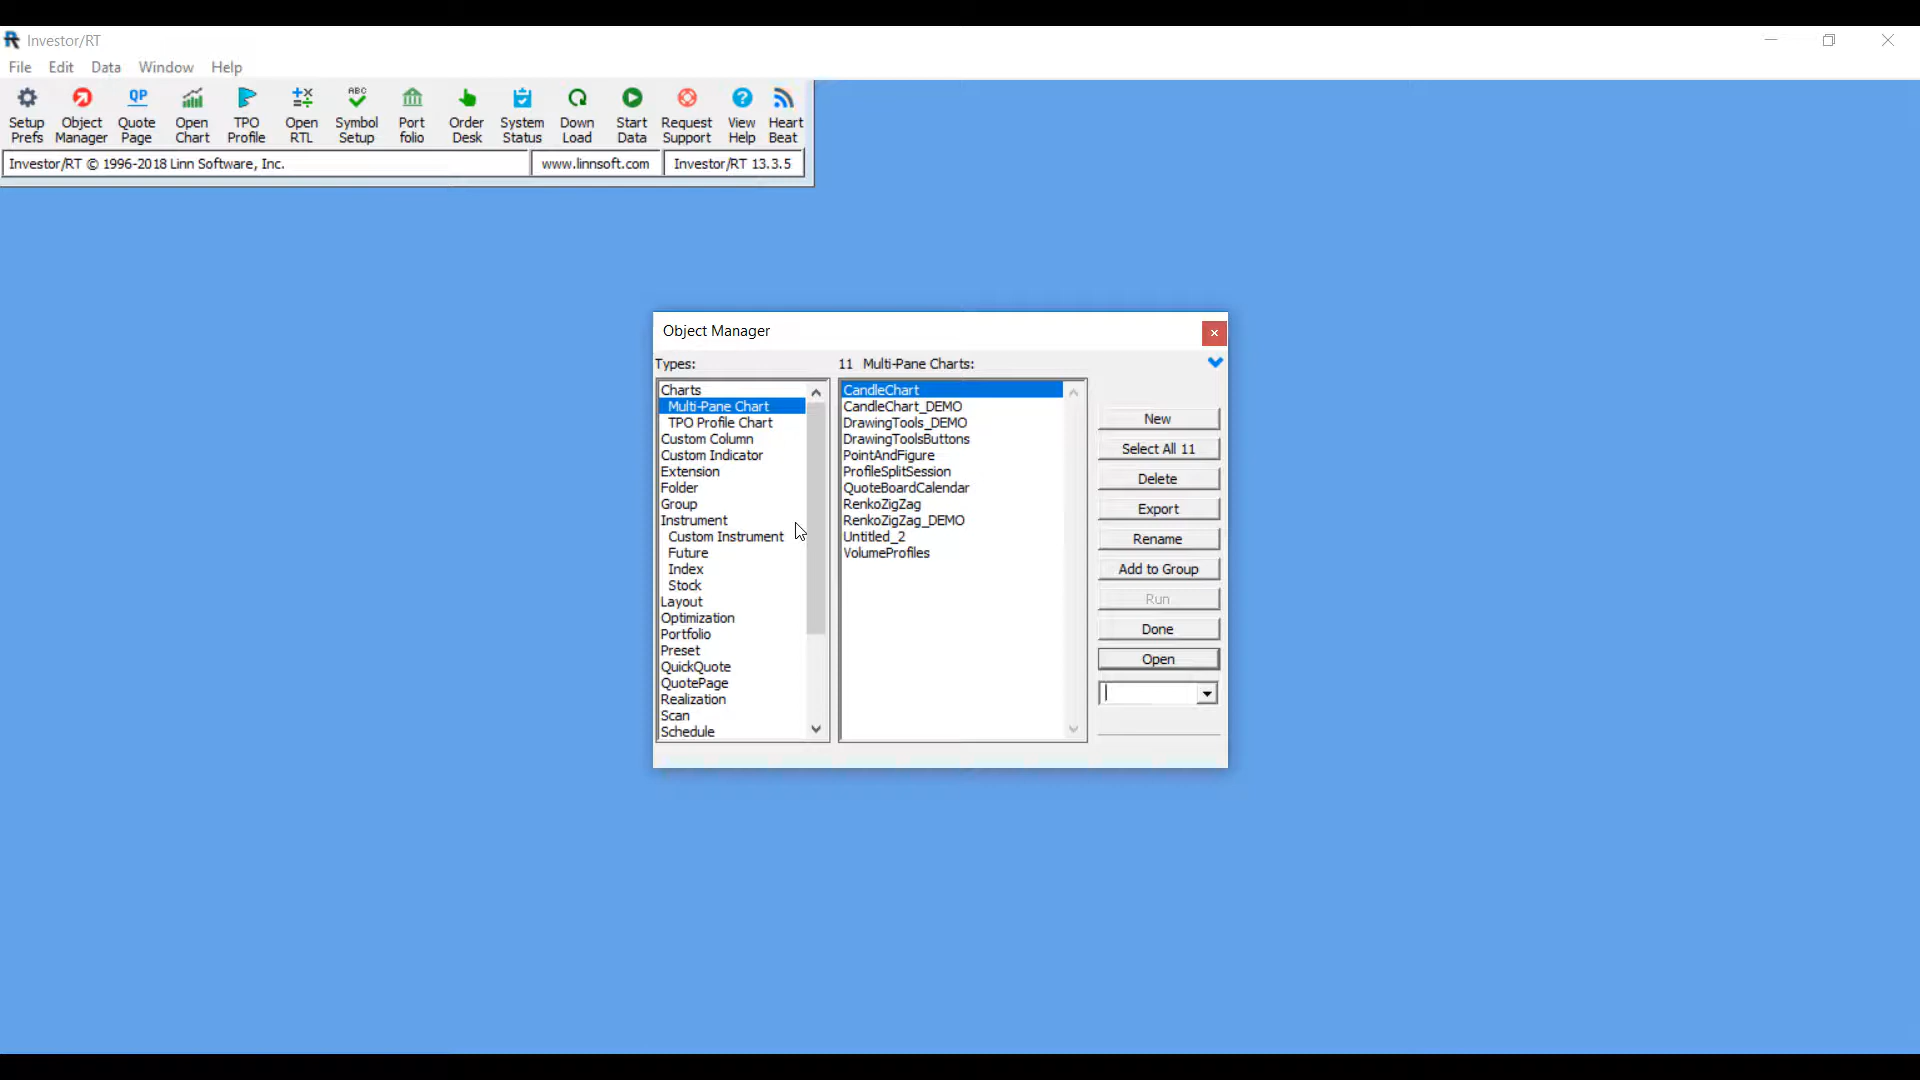 Investor/RT
File Edit Data Window Help
QP ABC
Setup Prefs Object Manager Quote Page Open Chart TPO Profile Open RTL Symbol Setup Port folio Order Desk System Status Down Load Start Data Request Support View Help Heart Beat
Investor/RT © 1996-2018 Linn Software, Inc. www.linnsoft.com Investor/RT 13.3.5
Object Manager
Types:
11 Multi-Pane Charts:
Charts
Multi-Pane Chart
TPO Profile Chart
Custom Column
Custom Indicator
Extension
Folder
Group
Instrument
Custom Instrument
Future
Index
Stock
Layout
Optimization
Portfolio
Preset
QuickQuote
QuotePage
Realization
Scan
Schedule
CandleChart
CandleChart_DEMO
DrawingTools_DEMO
DrawingToolsButtons
PointAndFigure
ProfileSplitSession
QuoteBoardCalendar
RenkoZigZag
RenkoZigZag_DEMO
Untitled_2
VolumeProfiles
New
Select All 11
Delete
Export
Rename
Add to Group
Run
Done
Open